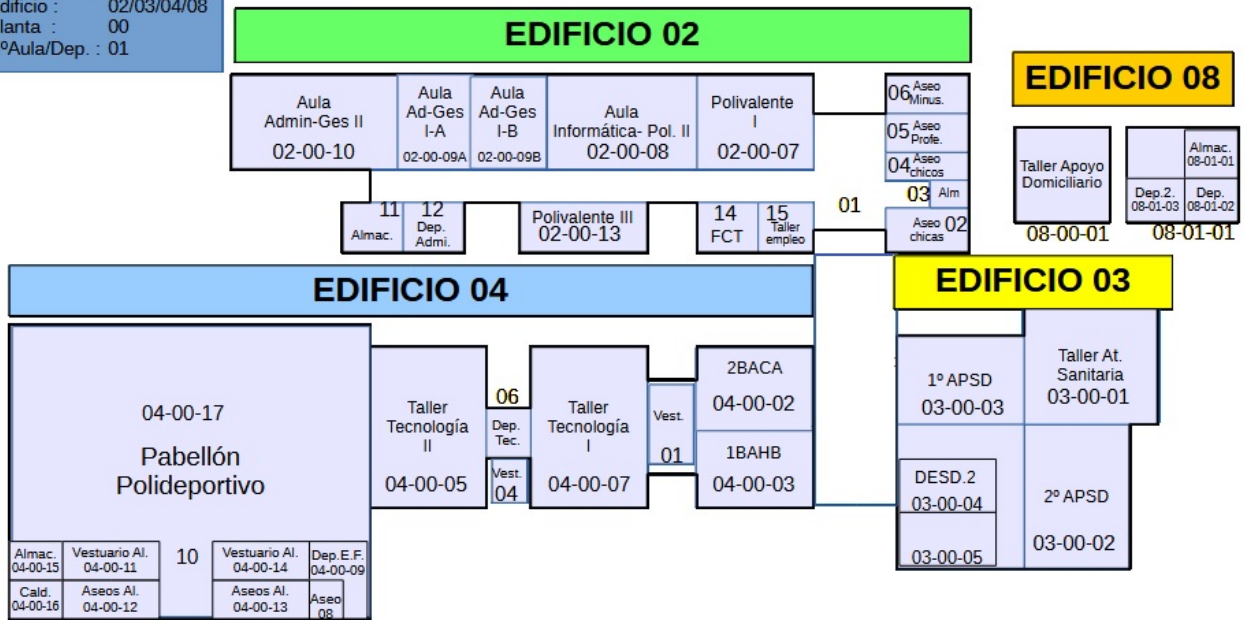 dificio : 02/03/04/08
lanta : 00
ºAula/Dep. : 01
EDIFICIO 02
EDIFICIO 08
Aula
Admin-Ges II
02-00-10
Aula
Ad-Ges
I-A
02-00-09A
Aula
Ad-Ges
I-B
02-00-09B
Aula
Informática- Pol. II
02-00-08
Polivalente
I
02-00-07
06 Aseo
Minus.
05 Aseo
Profe.
04 Aseo
chicos
03 Alm
Aseo 02
chicas
01
11
Almac.
12
Dep.
Admi.
Polivalente III
02-00-13
14
FCT
15
Taller
empleo
Taller Apoyo
Domiciliario
08-00-01
Almac.
08-01-01
Dep.2.
08-01-03
Dep.
08-01-02
08-01-01
EDIFICIO 04
EDIFICIO 03
04-00-17
Pabellón
Polideportivo
Almac.
04-00-15
Vestuario Al.
04-00-11
10
Vestuario Al.
04-00-14
Dep.E.F.
04-00-09
Cald.
04-00-16
Aseos Al.
04-00-12
Aseos Al.
04-00-13
Aseo
08
Taller
Tecnología
II
04-00-05
06
Dep.
Tec.
Vest.
04
Taller
Tecnología
I
04-00-07
Vest.
01
2BACA
04-00-02
1BAHB
04-00-03
1º APSD
03-00-03
Taller At.
Sanitaria
03-00-01
DESD.2
03-00-04
03-00-05
2º APSD
03-00-02